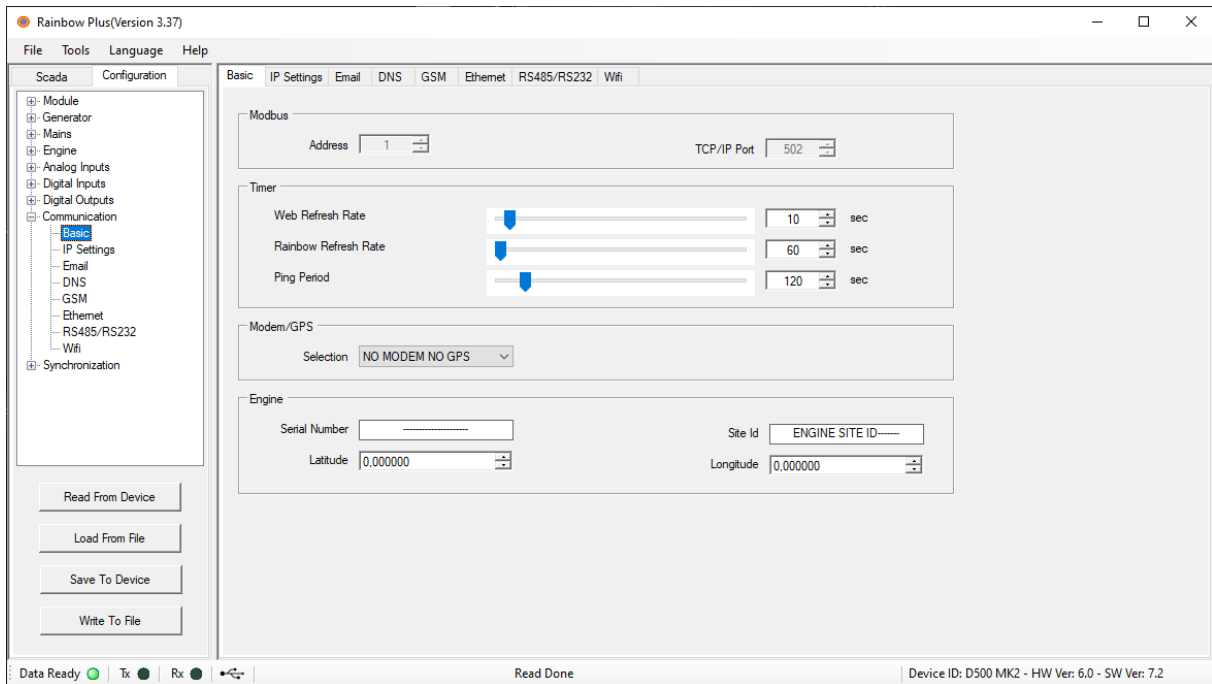 Rainbow Plus(Version 3.37)
File Tools Language Help
Scada Configuration
Module
Generator
Mains
Engine
Analog Inputs
Digital Inputs
Digital Outputs
Communication
Basic
IP Settings
Email
DNS
GSM
Ethernet
RS485/RS232
Wifi
Synchronization
Read From Device
Load From File
Save To Device
Write To File
Basic IP Settings Email DNS GSM Ethernet RS485/RS232 Wifi
Modbus
Address 1 TCP/IP Port 502
Timer
Web Refresh Rate 10 sec
Rainbow Refresh Rate 60 sec
Ping Period 120 sec
Modem/GPS
Selection NO MODEM NO GPS
Engine
Serial Number -------------------- Site Id ENGINE SITE ID-------
Latitude 0,000000 Longitude 0,000000
Data Ready Tx Rx Read Done Device ID: D500 MK2 - HW Ver: 6.0 - SW Ver: 7.2